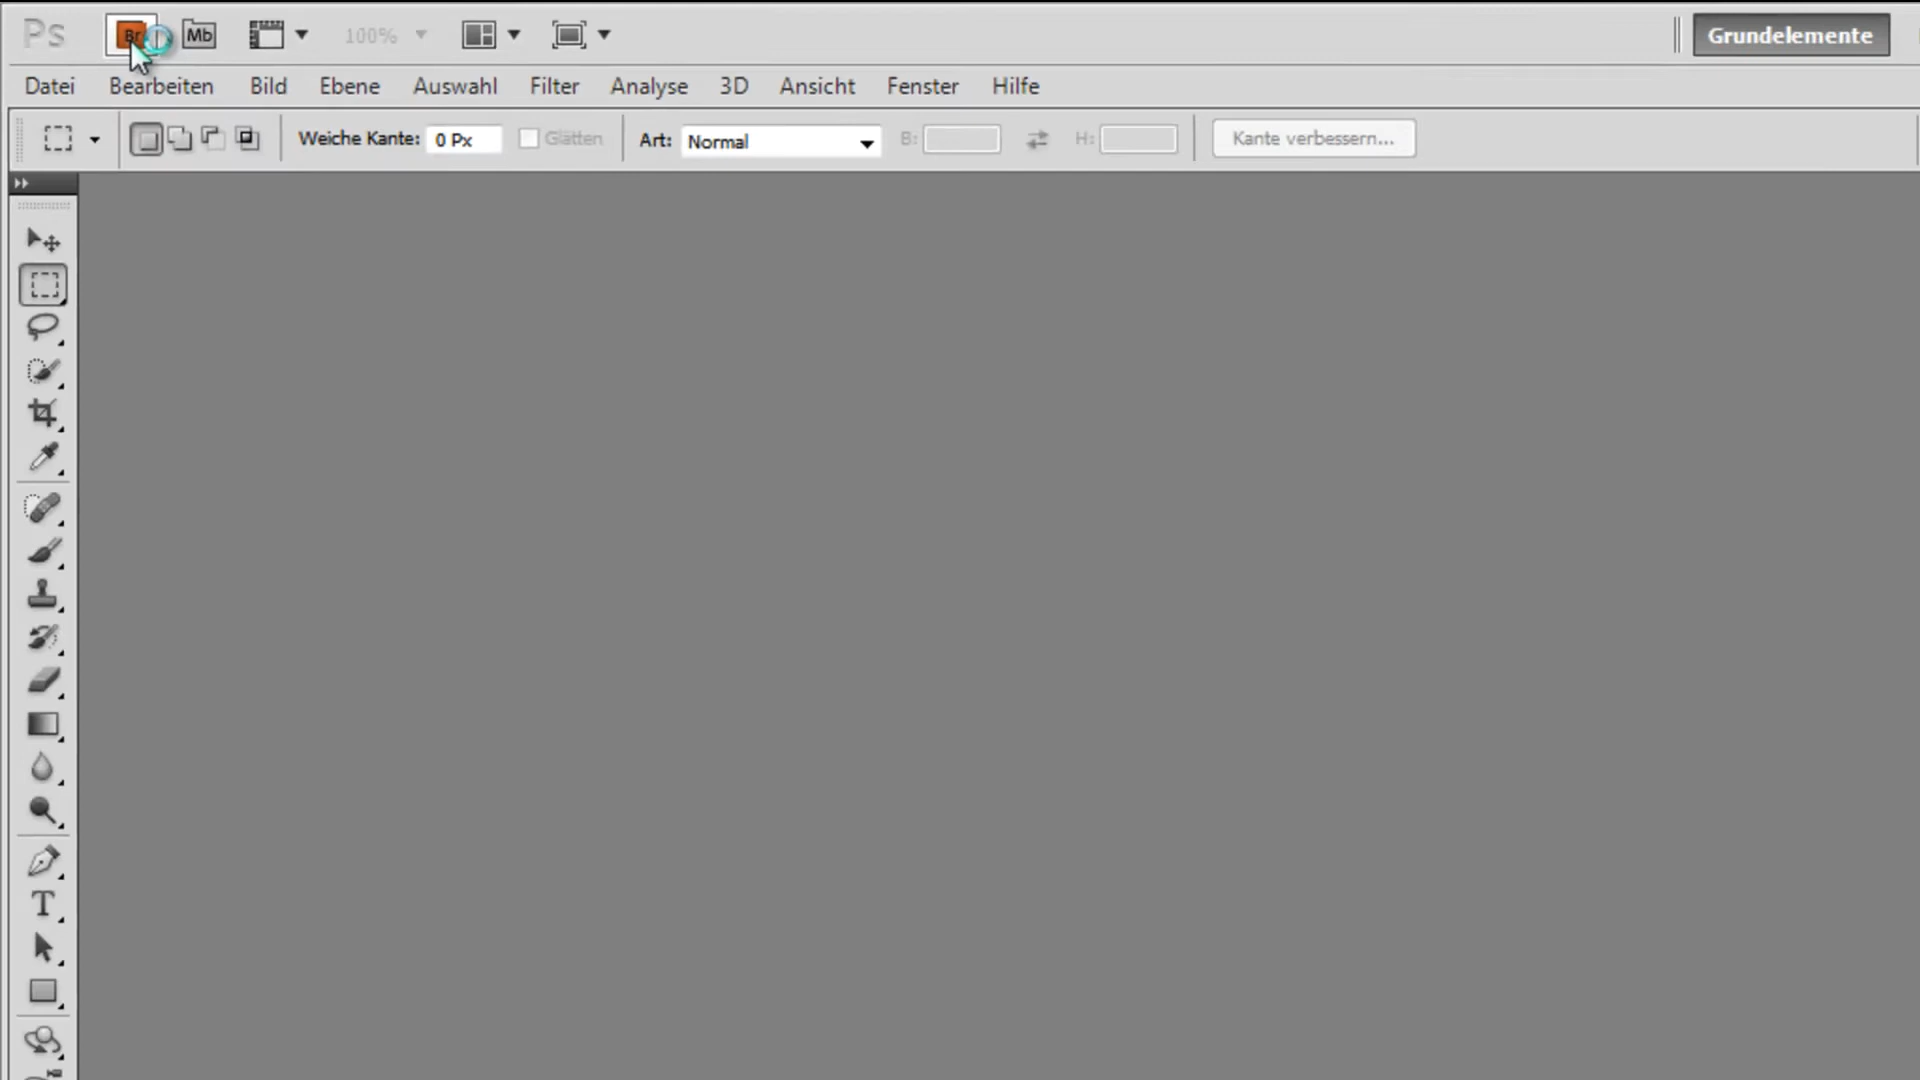 Ps Br Mb 100% Grundelemente
Datei Bearbeiten Bild Ebene Auswahl Filter Analyse 3D Ansicht Fenster Hilfe
Weiche Kante: 0 Px Glätten Art: Normal B: H: Kante verbessern...
T